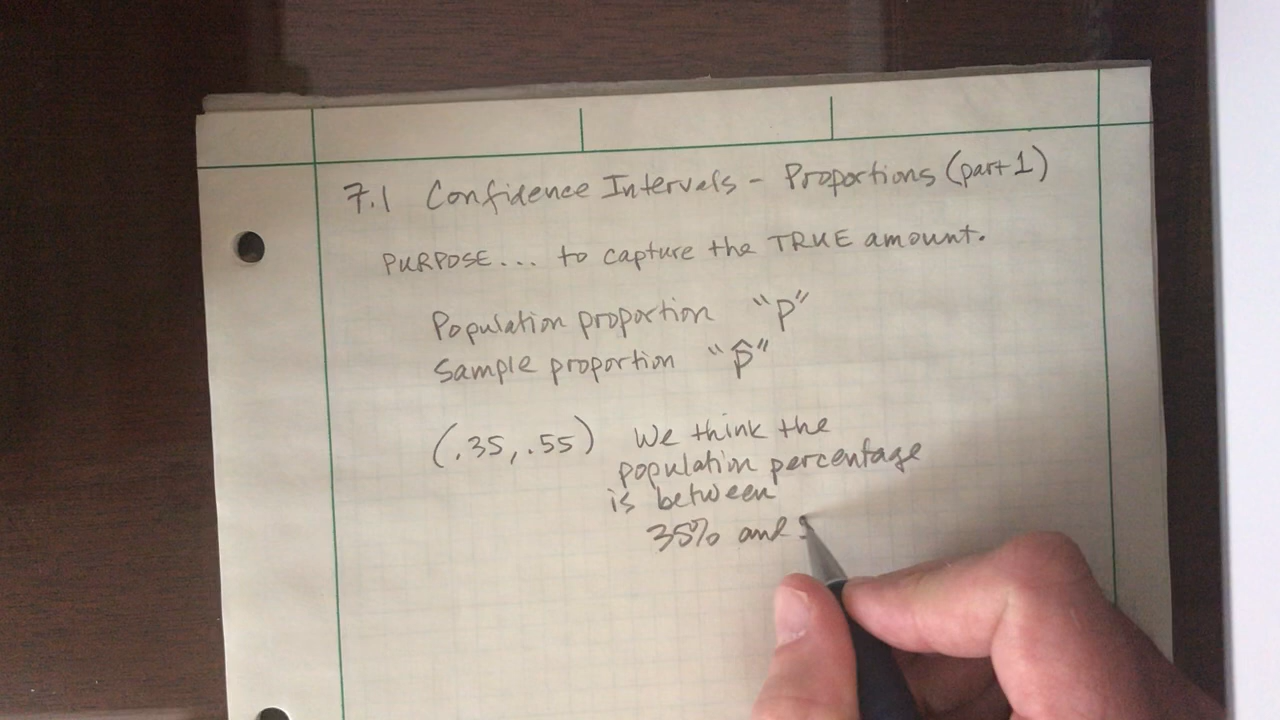 7.1 Confidence Intervals - Proportions (part 1)
PURPOSE... to capture the TRUE amount.
Population proportion "p"
Sample proportion "p̂"
(.35, .55) We think the
population percentage
is between
35% and